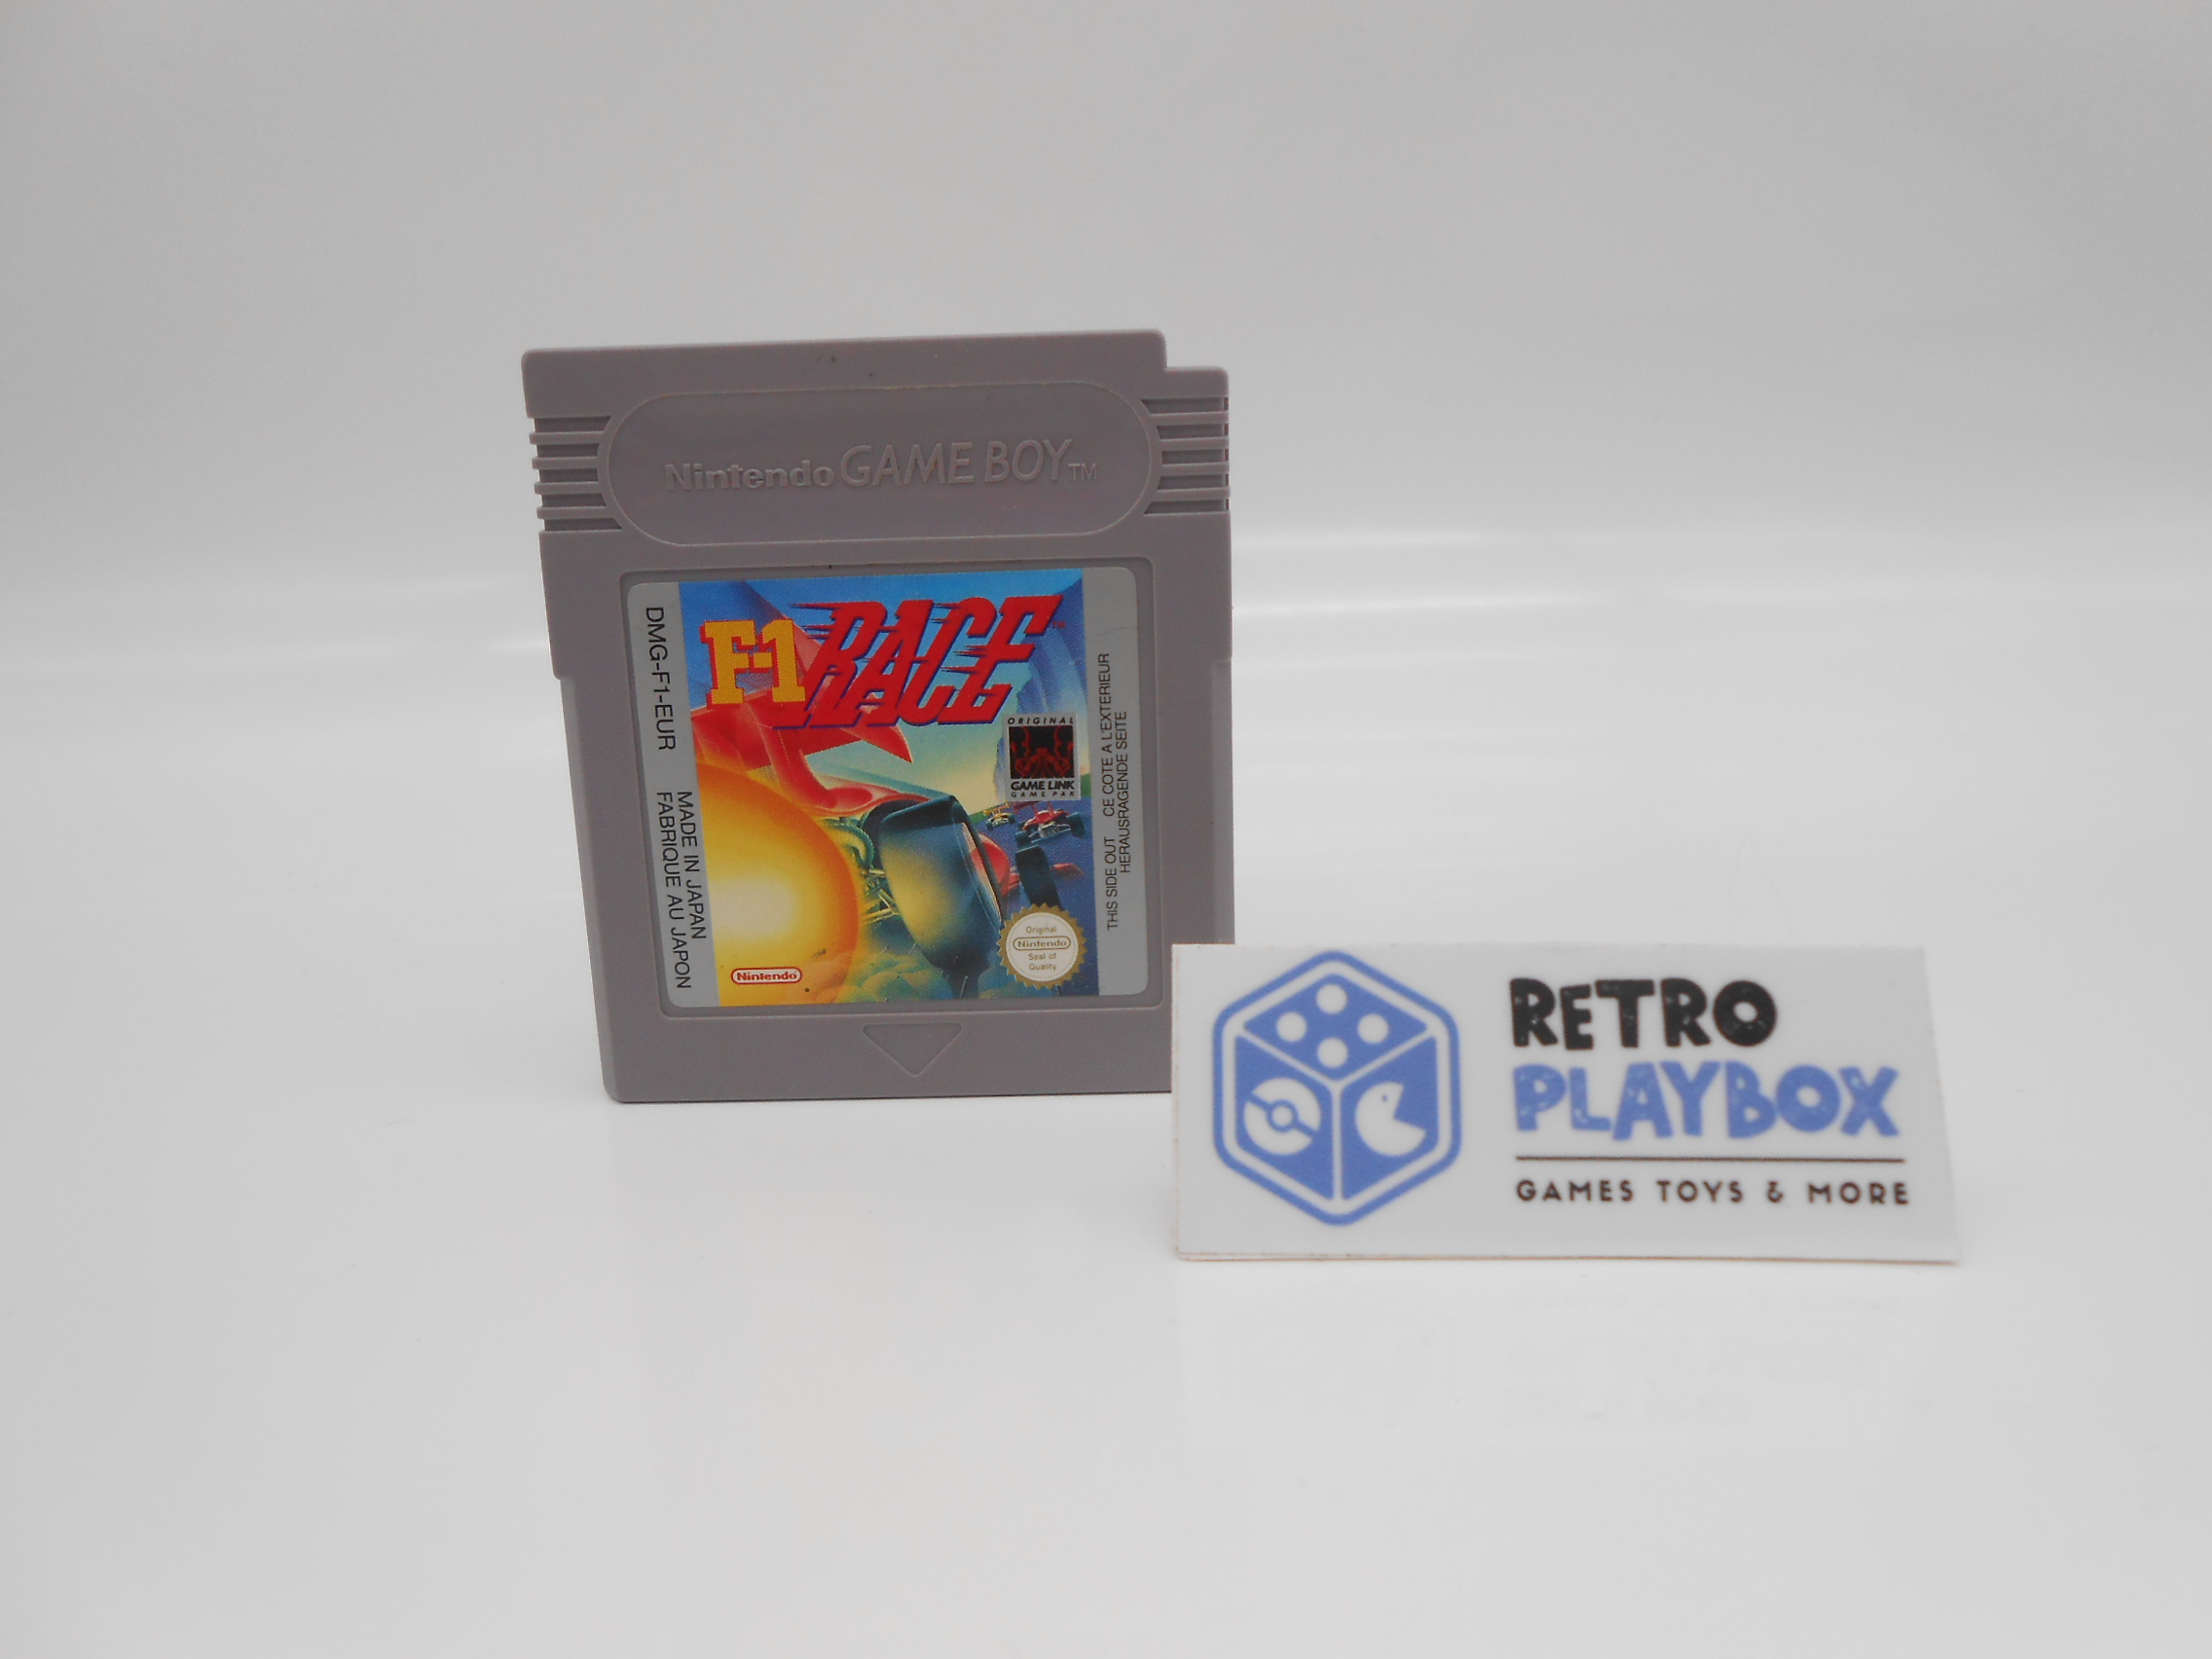 Nintendo GAME BOY™
F-1 RACE™
DMG-F1-EUR
MADE IN JAPAN
FABRIQUE AU JAPON
ORIGINAL
GAME LINK
GAME PAK
THIS SIDE OUT CE COTE A L'EXTERIEUR
HERAUSRAGENDE SEITE
Original
Nintendo
Seal of
Quality
Nintendo
RETRO
PLAYBOX
GAMES TOYS & MORE